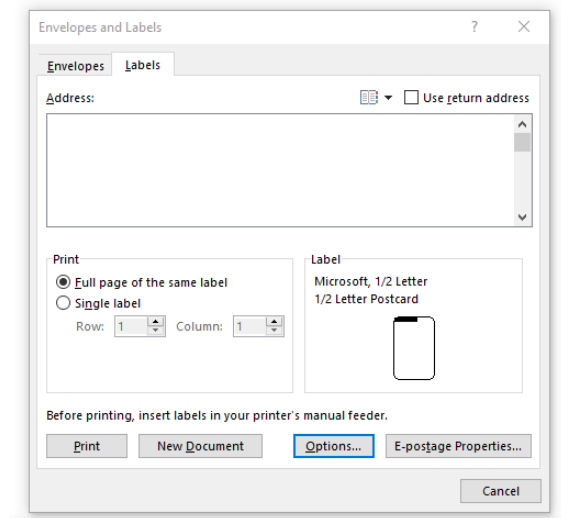 Envelopes and Labels ? ×
Envelopes Labels
Address: Use return address
Print
Full page of the same label
Single label
Row: 1 Column: 1
Label
Microsoft, 1/2 Letter
1/2 Letter Postcard
Before printing, insert labels in your printer's manual feeder.
Print New Document Options... E-postage Properties...
Cancel